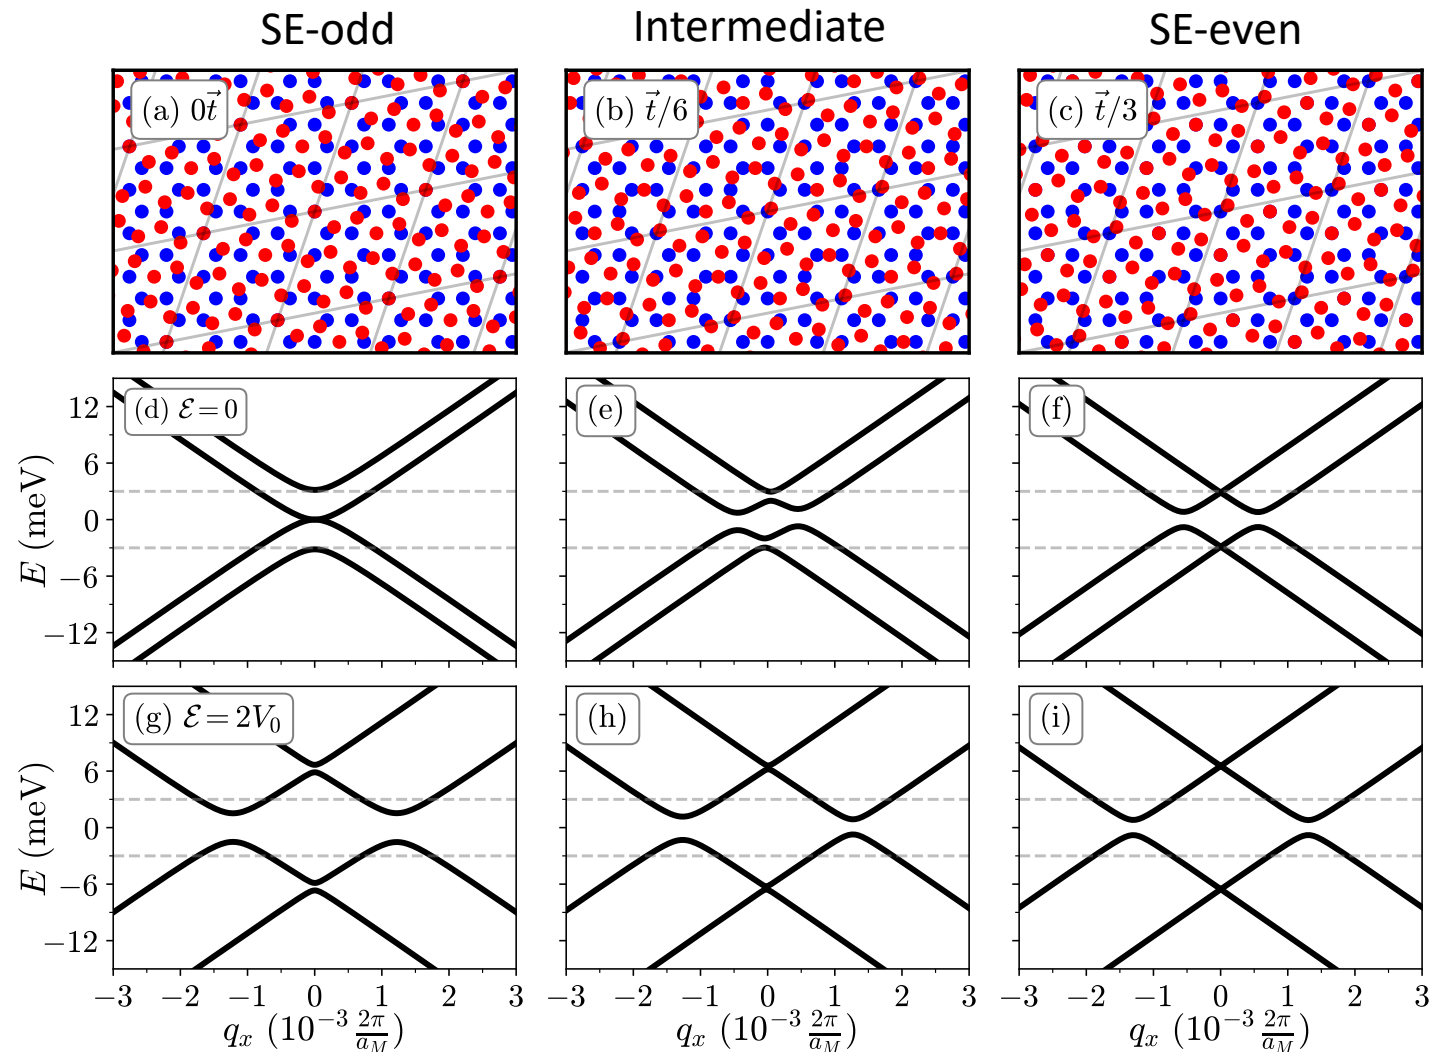 SE-odd Intermediate SE-even
(a) 0t⃗ (b) t⃗/6 (c) t⃗/3
(d) ℰ = 0 (e) (f)
12
6
0
−6
−12
E (meV)
(g) ℰ = 2V₀ (h) (i)
12
6
0
−6
−12
E (meV)
−3 −2 −1 0 1 2 3 −3 −2 −1 0 1 2 3 −3 −2 −1 0 1 2 3
qₓ (10⁻³ 2π/a_M) qₓ (10⁻³ 2π/a_M) qₓ (10⁻³ 2π/a_M)